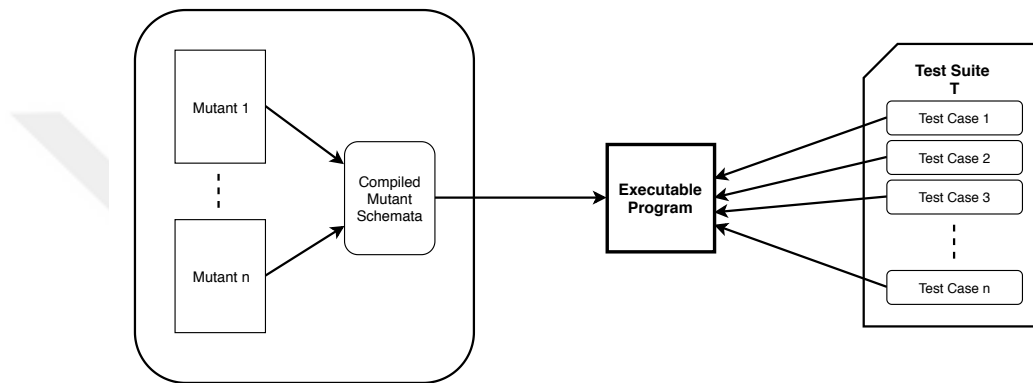 Mutant 1
Mutant n
Compiled
Mutant
Schemata
Executable
Program
Test Suite
T
Test Case 1
Test Case 2
Test Case 3
Test Case n